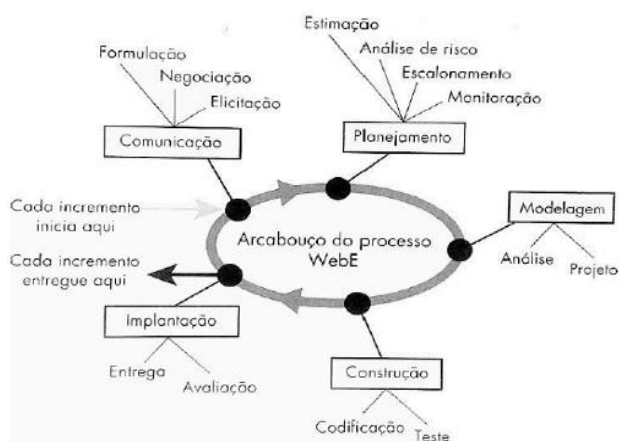 Estimação
Análise de risco
Escalonamento
Monitoração
Planejamento
Formulação
Negociação
Elicitação
Comunicação
Cada incremento
inicia aqui
Cada incremento
entregue aqui
Arcabouço do processo
WebE
Modelagem
Análise
Projeto
Implantação
Entrega
Avaliação
Construção
Codificação
Teste